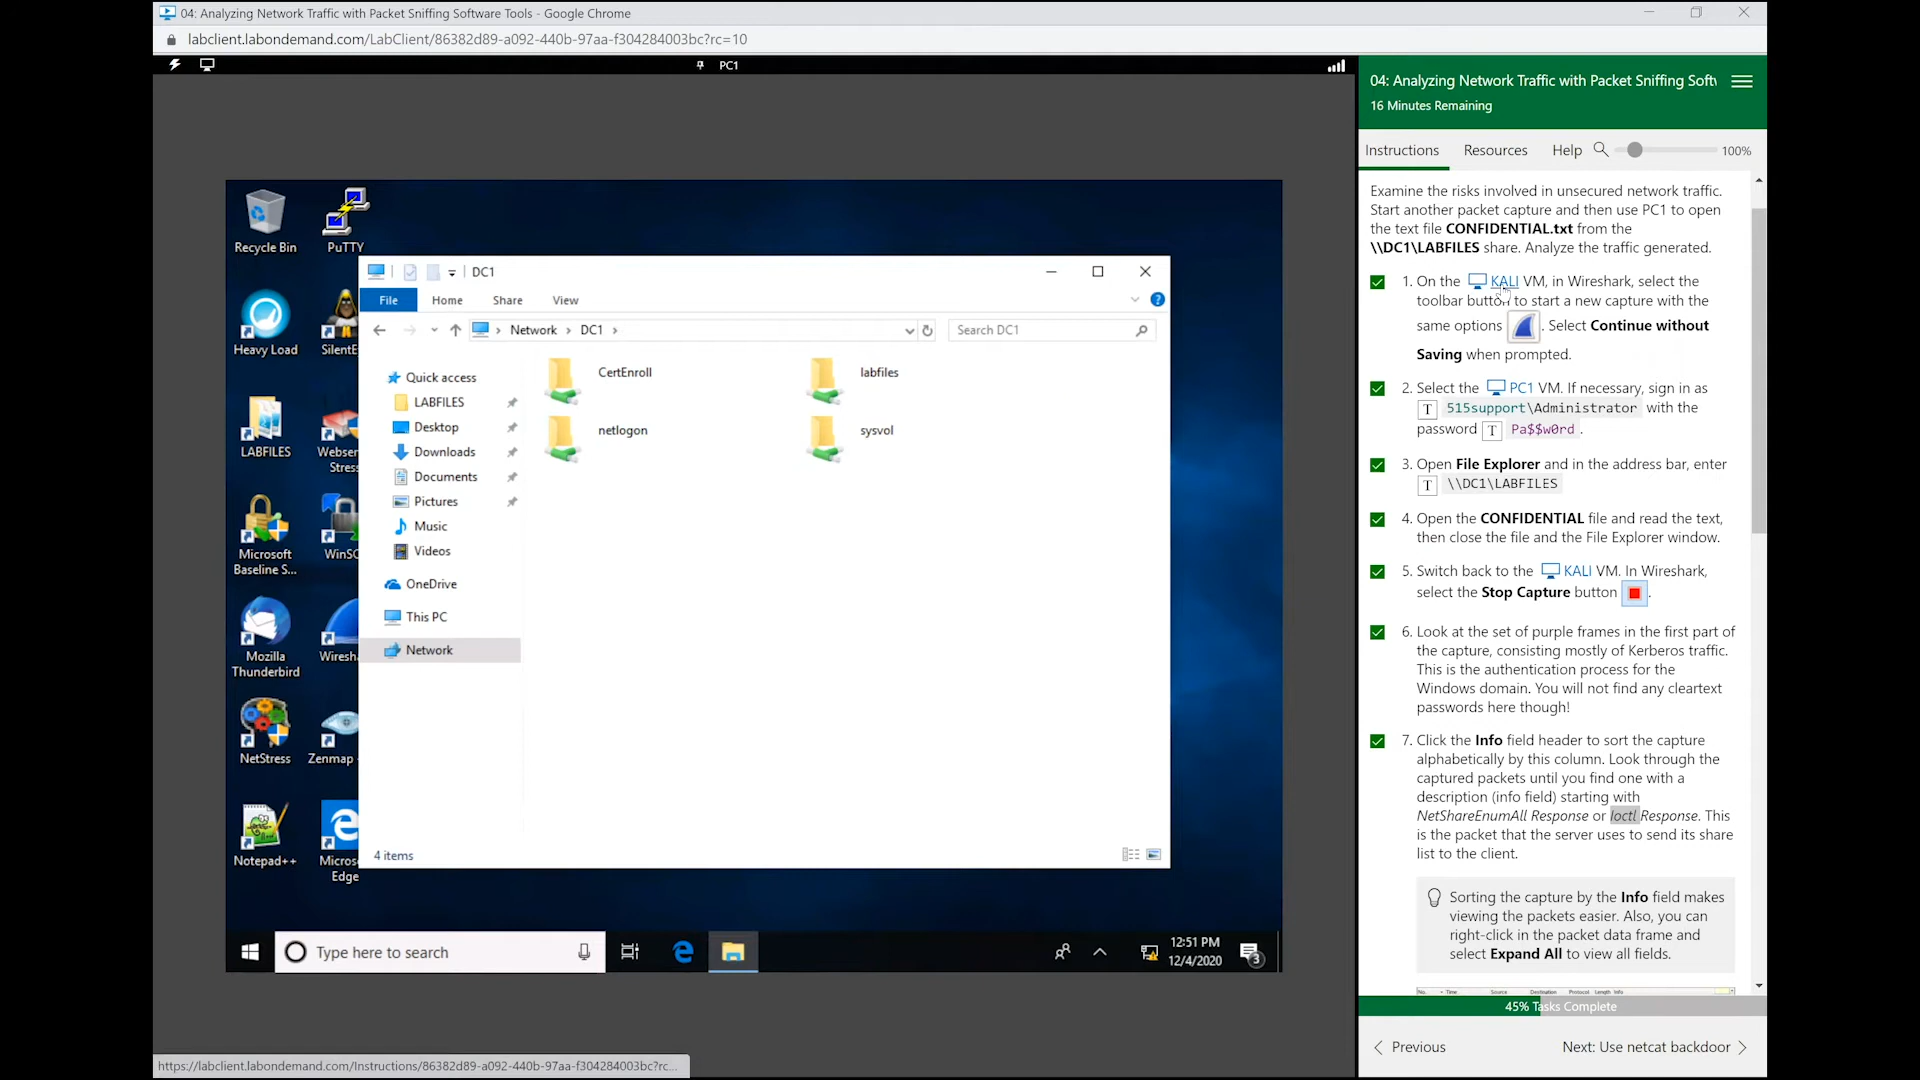 04: Analyzing Network Traffic with Packet Sniffing Software Tools - Google Chrome
labclient.labondemand.com/LabClient/86382d89-a092-440b-97aa-f304284003bc?rc=10
PC1
04: Analyzing Network Traffic with Packet Sniffing Soft
16 Minutes Remaining
Instructions
Resources
Help
100%
Recycle Bin
PuTTY
Heavy Load
SilentE
LABFILES
Webser
Stress
Microsoft
Baseline S...
WinSC
Mozilla
Thunderbird
Wiresha
NetStress
Zenmap -
Notepad++
Microso
Edge
DC1
File
Home
Share
View
Network
DC1
Search DC1
Quick access
LABFILES
Desktop
Downloads
Documents
Pictures
Music
Videos
OneDrive
This PC
Network
CertEnroll
labfiles
netlogon
sysvol
4 items
Type here to search
12:51 PM
12/4/2020
3
Examine the risks involved in unsecured network traffic.
Start another packet capture and then use PC1 to open
the text file CONFIDENTIAL.txt from the
\\DC1\LABFILES share. Analyze the traffic generated.
1. On the KALI VM, in Wireshark, select the
toolbar button to start a new capture with the
same options . Select Continue without
Saving when prompted.
2. Select the PC1 VM. If necessary, sign in as
T 515support\Administrator with the
password T Pa$$w0rd .
3. Open File Explorer and in the address bar, enter
T \\DC1\LABFILES
4. Open the CONFIDENTIAL file and read the text,
then close the file and the File Explorer window.
5. Switch back to the KALI VM. In Wireshark,
select the Stop Capture button .
6. Look at the set of purple frames in the first part of
the capture, consisting mostly of Kerberos traffic.
This is the authentication process for the
Windows domain. You will not find any cleartext
passwords here though!
7. Click the Info field header to sort the capture
alphabetically by this column. Look through the
captured packets until you find one with a
description (info field) starting with
NetShareEnumAll Response or Ioctl Response. This
is the packet that the server uses to send its share
list to the client.
Sorting the capture by the Info field makes
viewing the packets easier. Also, you can
right-click in the packet data frame and
select Expand All to view all fields.
No. Time Source Destination Protocol Length Info
45% Tasks Complete
Previous
Next: Use netcat backdoor
https://labclient.labondemand.com/Instructions/86382d89-a092-440b-97aa-f304284003bc?rc...